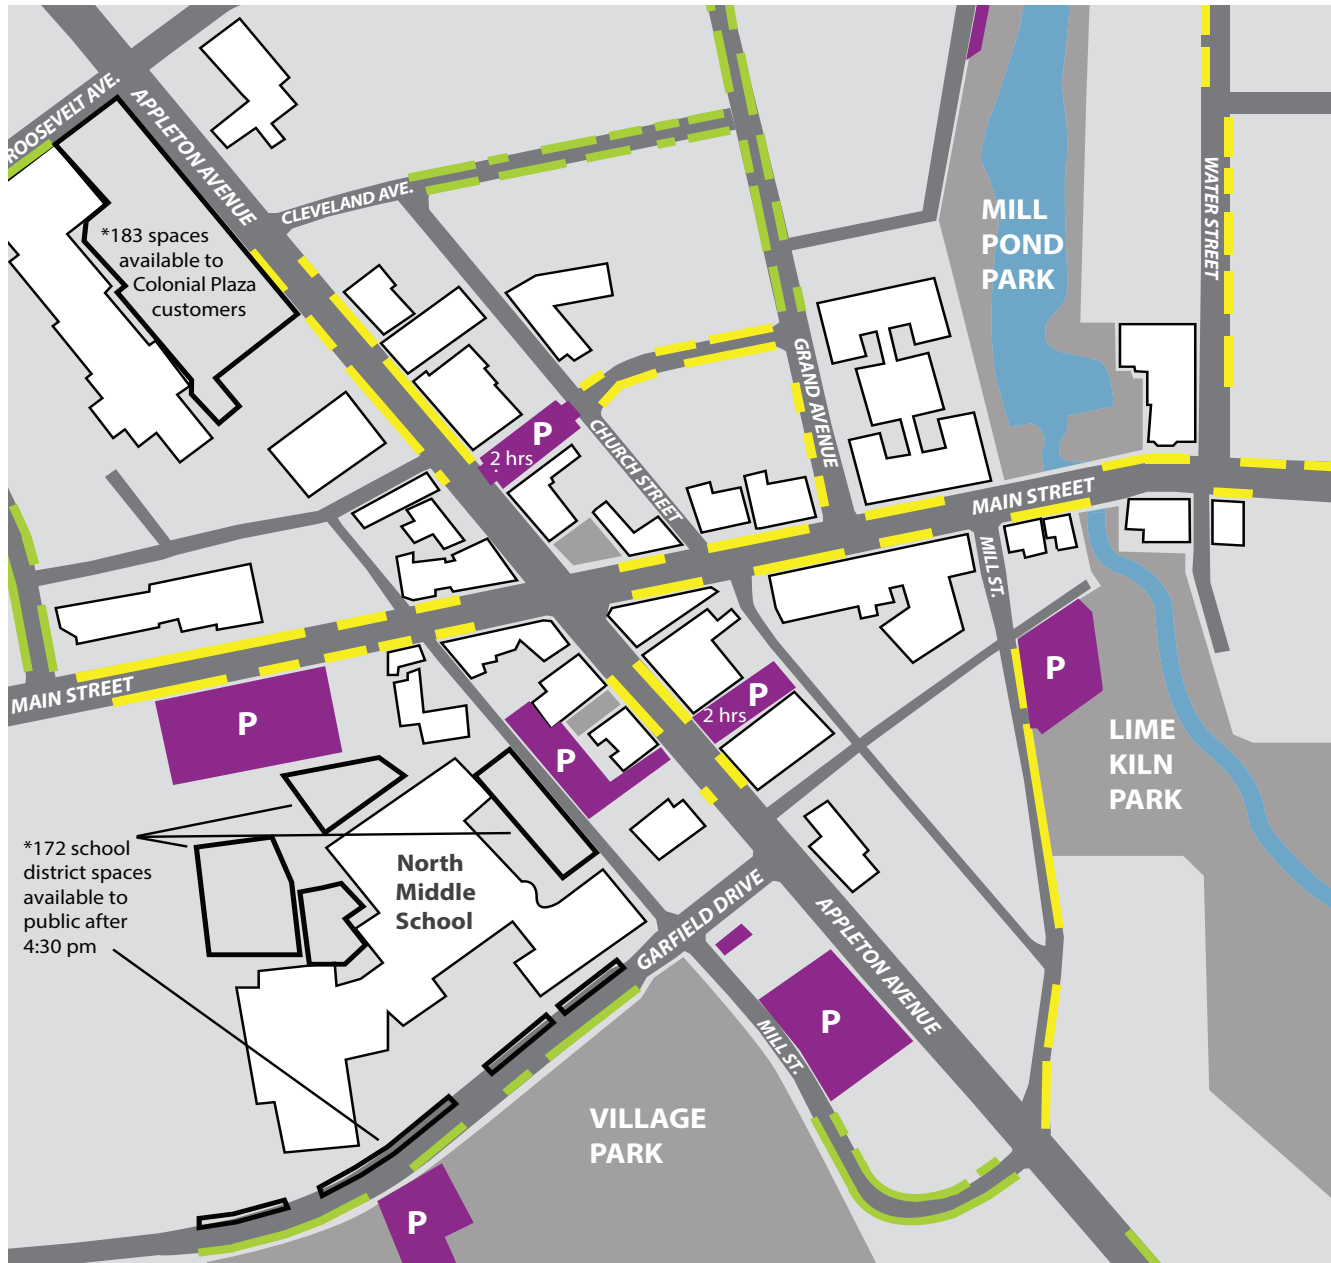 ROOSEVELT AVE.
APPLETON AVENUE
CLEVELAND AVE.
*183 spaces
available to
Colonial Plaza
customers
MILL
POND
PARK
WATER STREET
GRAND AVENUE
P
2 hrs
CHURCH STREET
MAIN STREET
MILL ST.
MAIN STREET
P
P
2 hrs
P
P
LIME
KILN
PARK
*172 school
district spaces
available to
public after
4:30 pm
North
Middle
School
GARFIELD DRIVE
APPLETON AVENUE
P
MILL ST.
VILLAGE
PARK
P